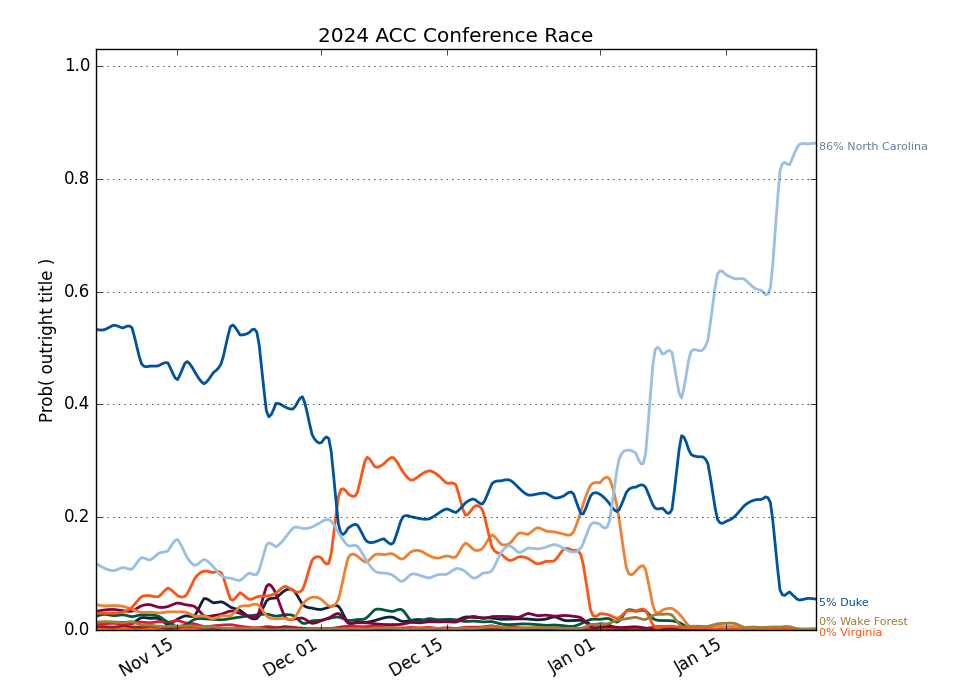 2024 ACC Conference Race
Prob( outright title )
1.0
0.8
0.6
0.4
0.2
0.0
Nov 15
Dec 01
Dec 15
Jan 01
Jan 15
86% North Carolina
5% Duke
0% Wake Forest
0% Virginia